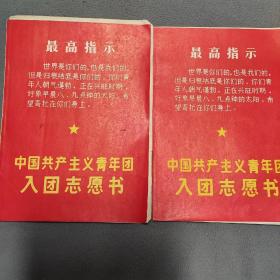 最高指示
世界是你们的,也是我们的,
但是归根结底是你们的。你们青
年人朝气蓬勃,正在兴旺时期,
好象早晨八、九点钟的太阳。希
望寄托在你们身上。
中国共产主义青年团
入团志愿书
最高指示
世界是你们的,也是我们的,
但是归根结底是你们的。你们青
年人朝气蓬勃,正在兴旺时期,
好象早晨八、九点钟的太阳。希
望寄托在你们身上。
中国共产主义青年团
入团志愿书